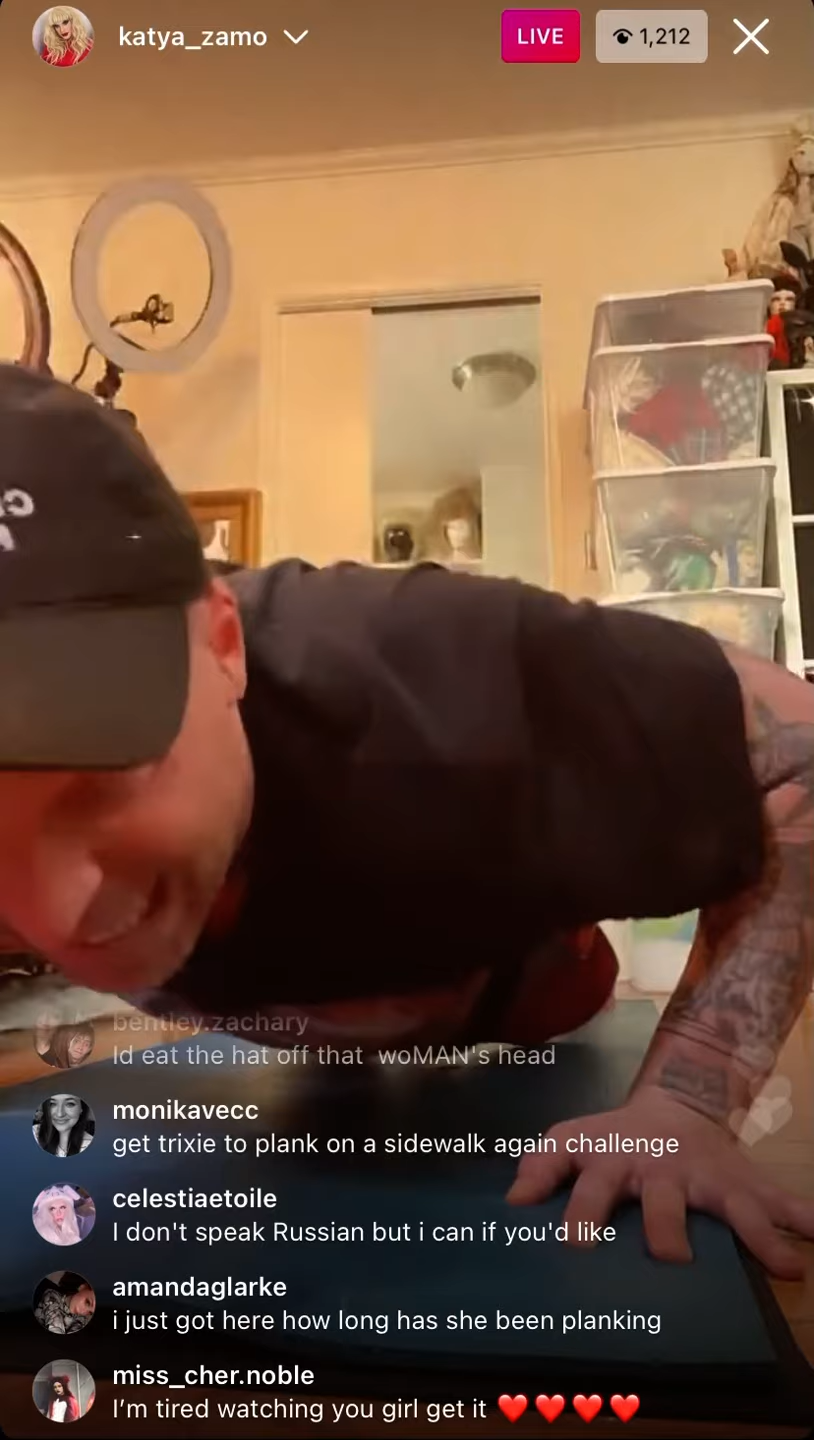 katya_zamo
LIVE
1,212
bentley.zachary
Id eat the hat off that woMAN's head
monikavecc
get trixie to plank on a sidewalk again challenge
celestiaetoile
I don't speak Russian but i can if you'd like
amandaglarke
i just got here how long has she been planking
miss_cher.noble
I'm tired watching you girl get it ❤️❤️❤️❤️